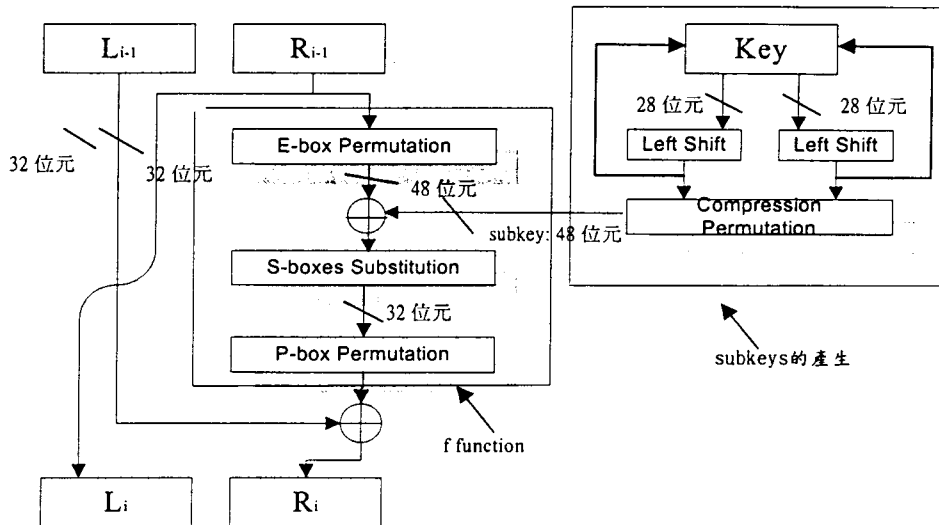 Li-1
Ri-1
Key
28 位元
28 位元
Left Shift
Left Shift
32 位元
32 位元
E-box Permutation
48 位元
Compression
Permutation
subkey: 48 位元
S-boxes Substitution
32 位元
P-box Permutation
subkeys的產生
f function
Li
Ri